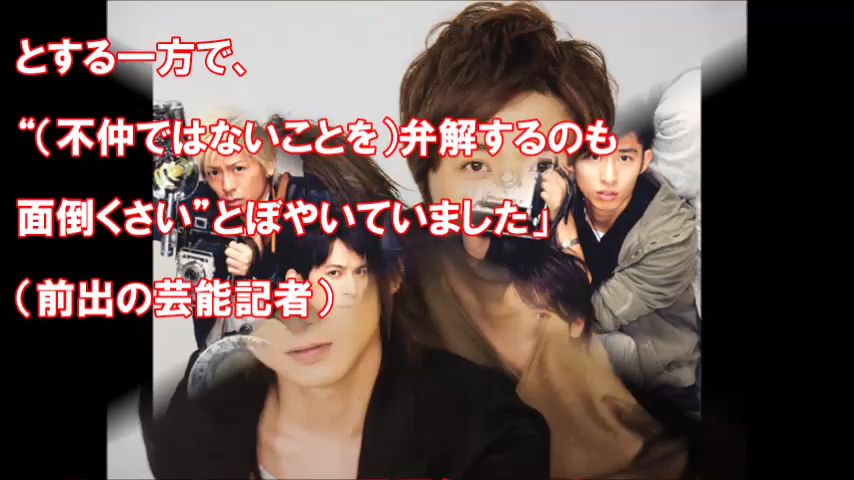 とする一方で、
“（不仲ではないことを）弁解するのも
面倒くさい”とぼやいていました」
（前出の芸能記者）